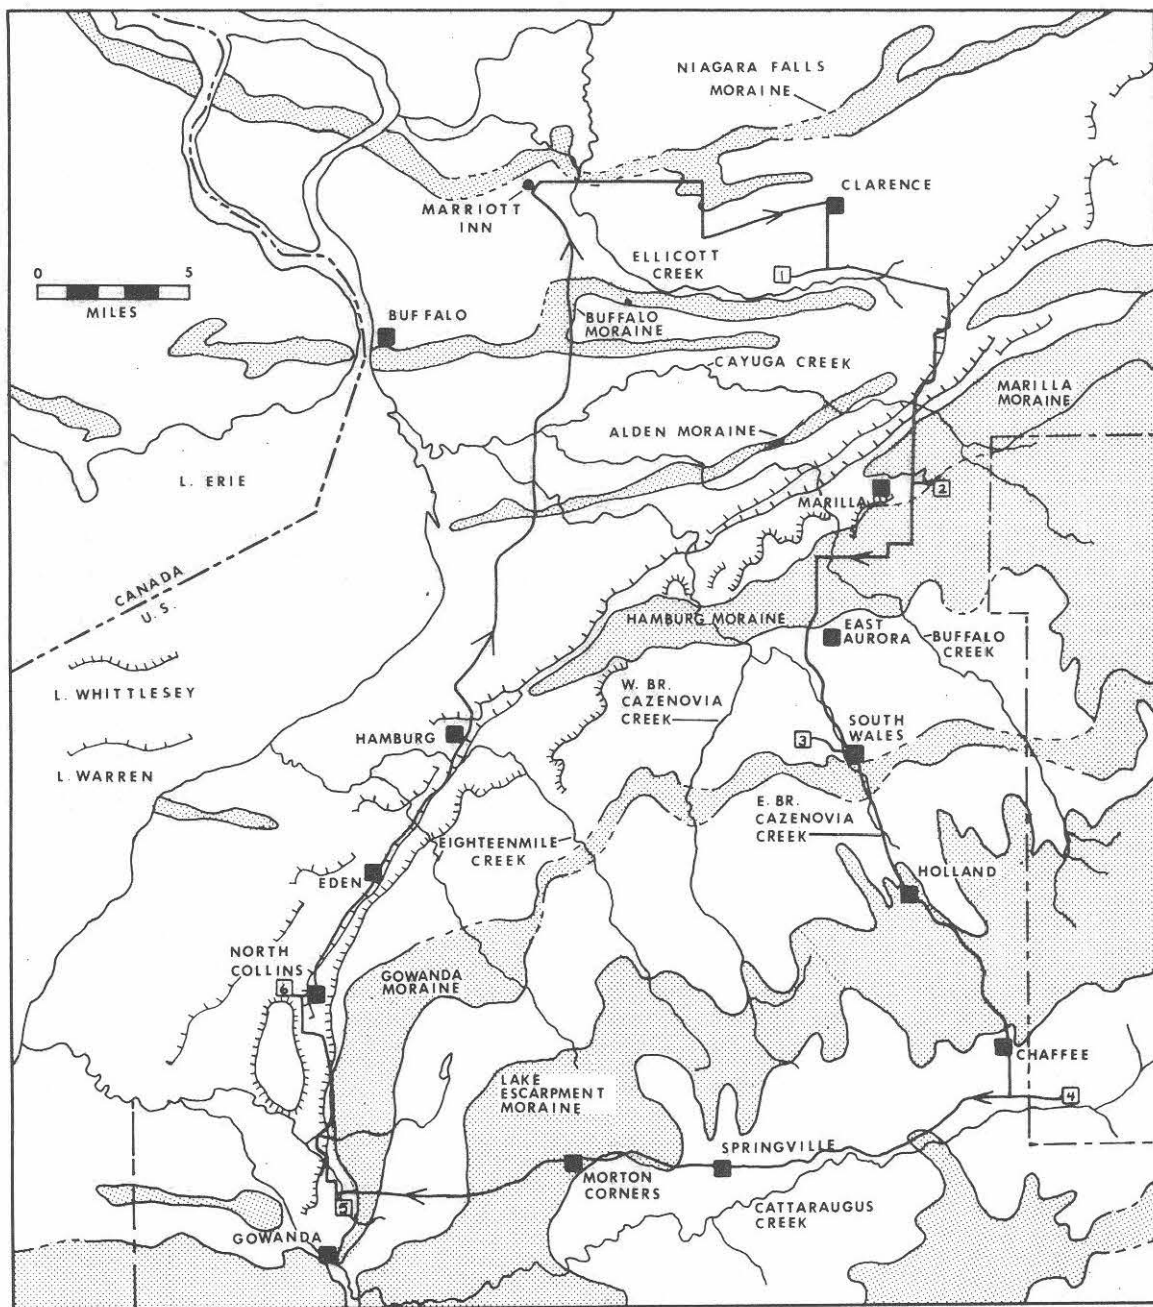 NIAGARA FALLS
MORAINE
MARRIOTT
INN
CLARENCE
ELLICOTT
CREEK
1
0 5
MILES
BUFFALO
BUFFALO
MORAINE
CAYUGA CREEK
MARILLA
MORAINE
ALDEN MORAINE
L. ERIE
MARILLA
2
CANADA
U.S.
HAMBURG MORAINE
EAST
AURORA
BUFFALO
CREEK
L. WHITTLESEY
W. BR.
CAZENOVIA
CREEK
HAMBURG
3
SOUTH
WALES
L. WARREN
E. BR.
CAZENOVIA
CREEK
EIGHTEENMILE
CREEK
EDEN
HOLLAND
NORTH
COLLINS
6
GOWANDA
MORAINE
CHAFFEE
LAKE
ESCARPMENT
MORAINE
4
SPRINGVILLE
MORTON
CORNERS
5
CATTARAUGUS
CREEK
GOWANDA